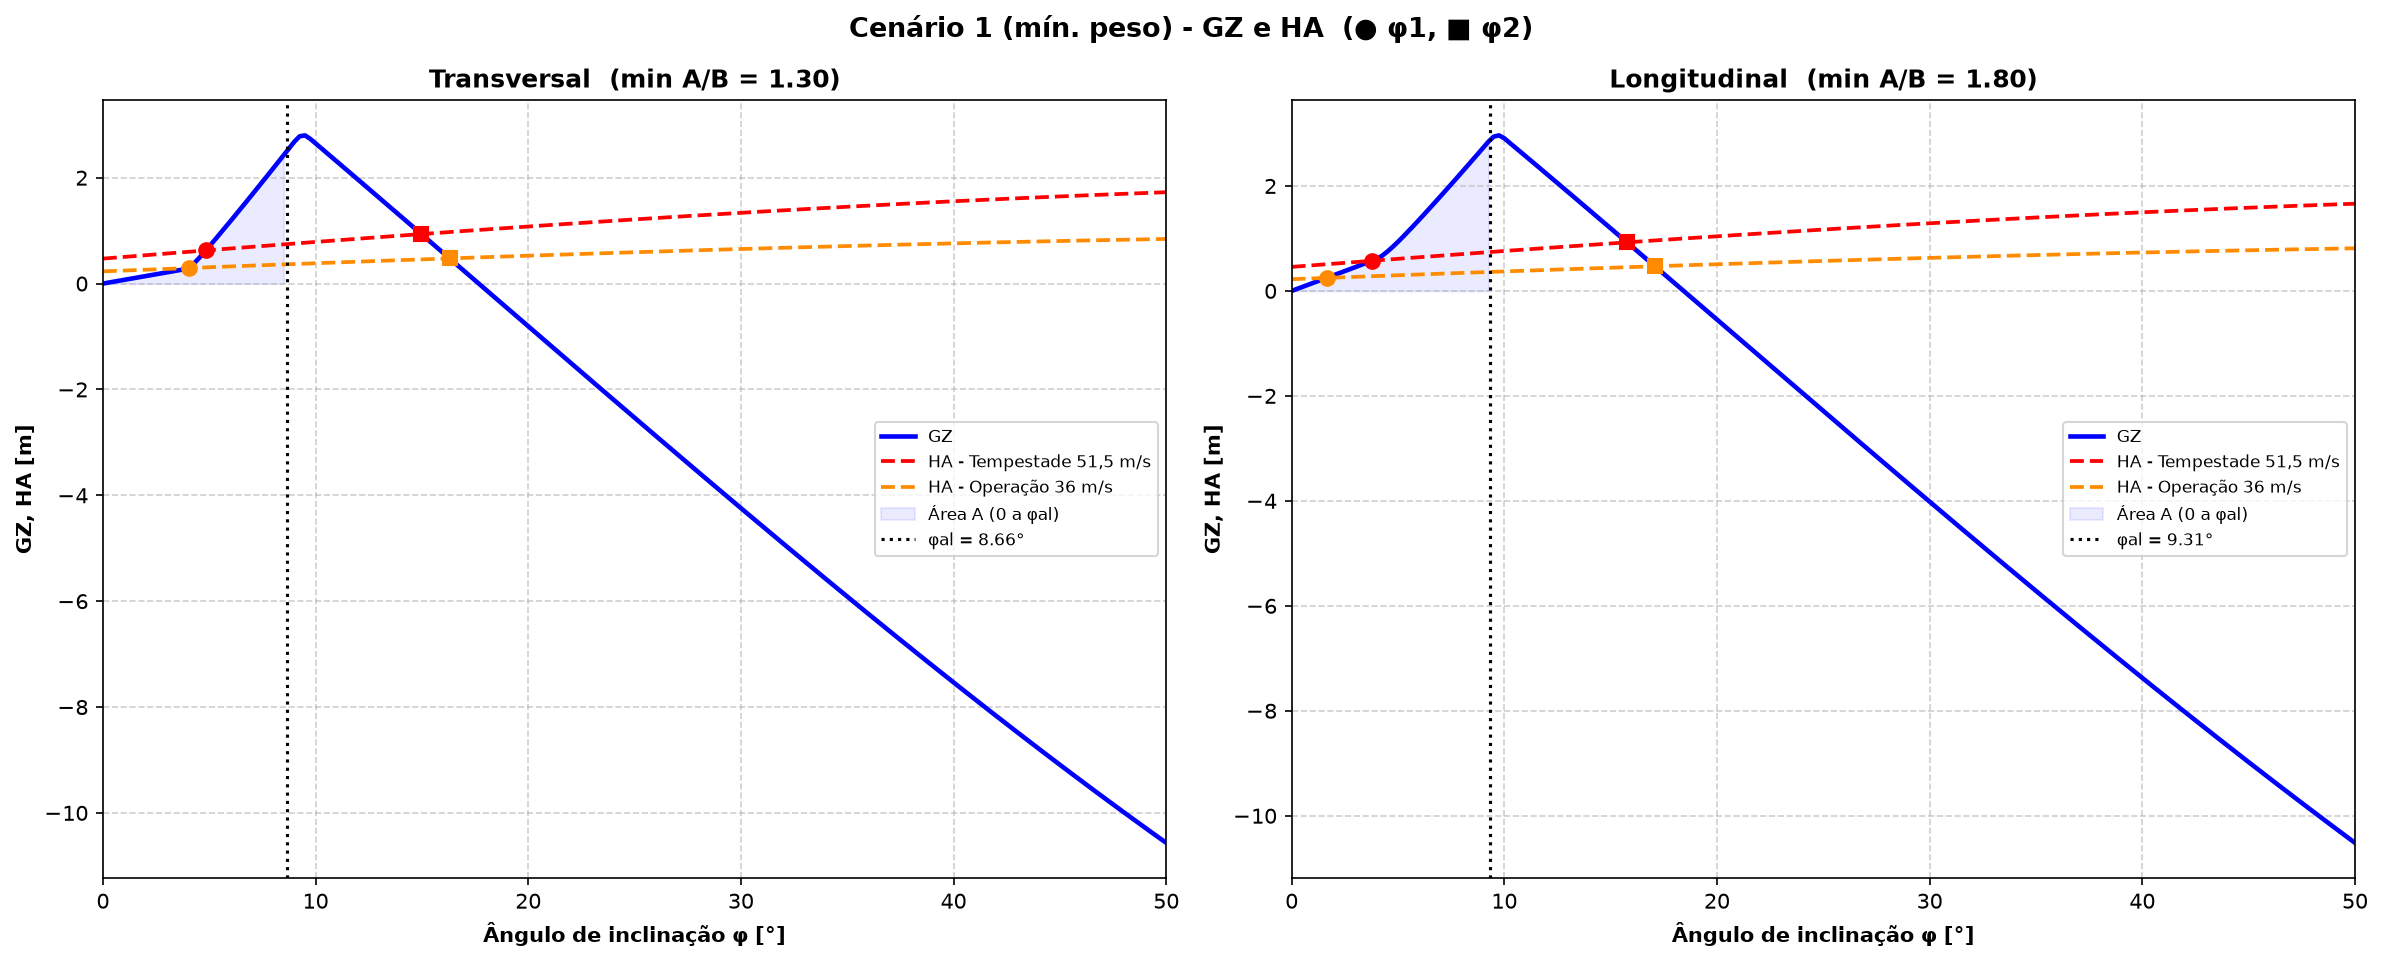 Cenário 1 (mín. peso) - GZ e HA (● φ1, ■ φ2)
Transversal (min A/B = 1.30)
GZ, HA [m]
2
0
−2
−4
−6
−8
−10
0 10 20 30 40 50
Ângulo de inclinação φ [°]
GZ
HA - Tempestade 51,5 m/s
HA - Operação 36 m/s
Área A (0 a φal)
φal = 8.66°
Longitudinal (min A/B = 1.80)
GZ, HA [m]
2
0
−2
−4
−6
−8
−10
0 10 20 30 40 50
Ângulo de inclinação φ [°]
GZ
HA - Tempestade 51,5 m/s
HA - Operação 36 m/s
Área A (0 a φal)
φal = 9.31°